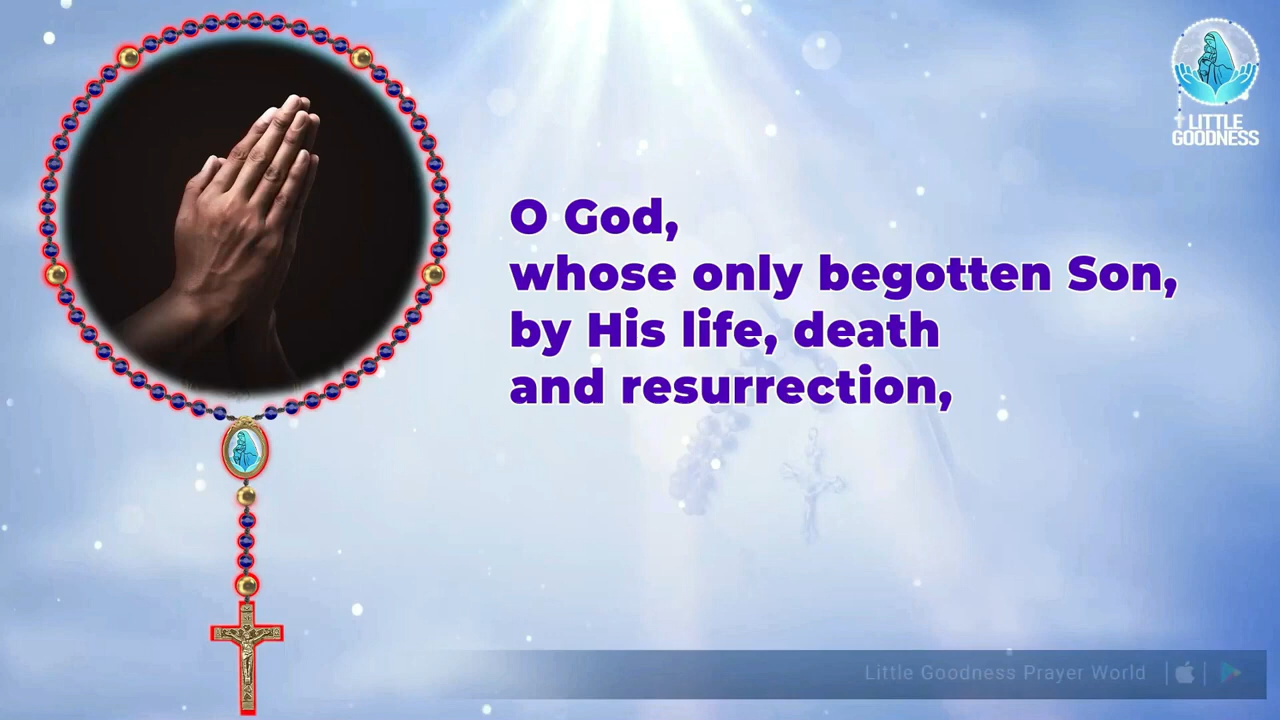 LITTLE
GOODNESS
O God,
whose only begotten Son,
by His life, death
and resurrection,
Little Goodness Prayer World